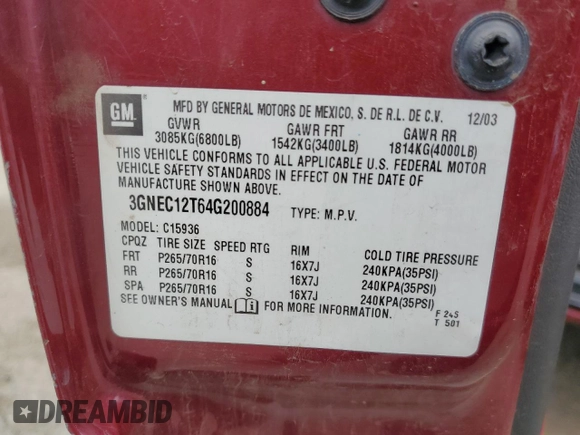 GM
MFD BY GENERAL MOTORS DE MEXICO, S. DE R.L. DE C.V. 12/03
GVWR GAWR FRT GAWR RR
3085KG(6800LB) 1542KG(3400LB) 1814KG(4000LB)
THIS VEHICLE CONFORMS TO ALL APPLICABLE U.S. FEDERAL MOTOR
VEHICLE SAFETY STANDARDS IN EFFECT ON THE DATE OF
MANUFACTURE SHOWN ABOVE.
3GNEC12T64G200884 TYPE: M.P.V.
MODEL: C15936
CPQZ TIRE SIZE SPEED RTG RIM COLD TIRE PRESSURE
FRT P265/70R16 S 16X7J 240KPA(35PSI)
RR P265/70R16 S 16X7J 240KPA(35PSI)
SPA P265/70R16 S 16X7J 240KPA(35PSI)
SEE OWNER'S MANUAL FOR MORE INFORMATION.
F 245
T 501
DREAMBID